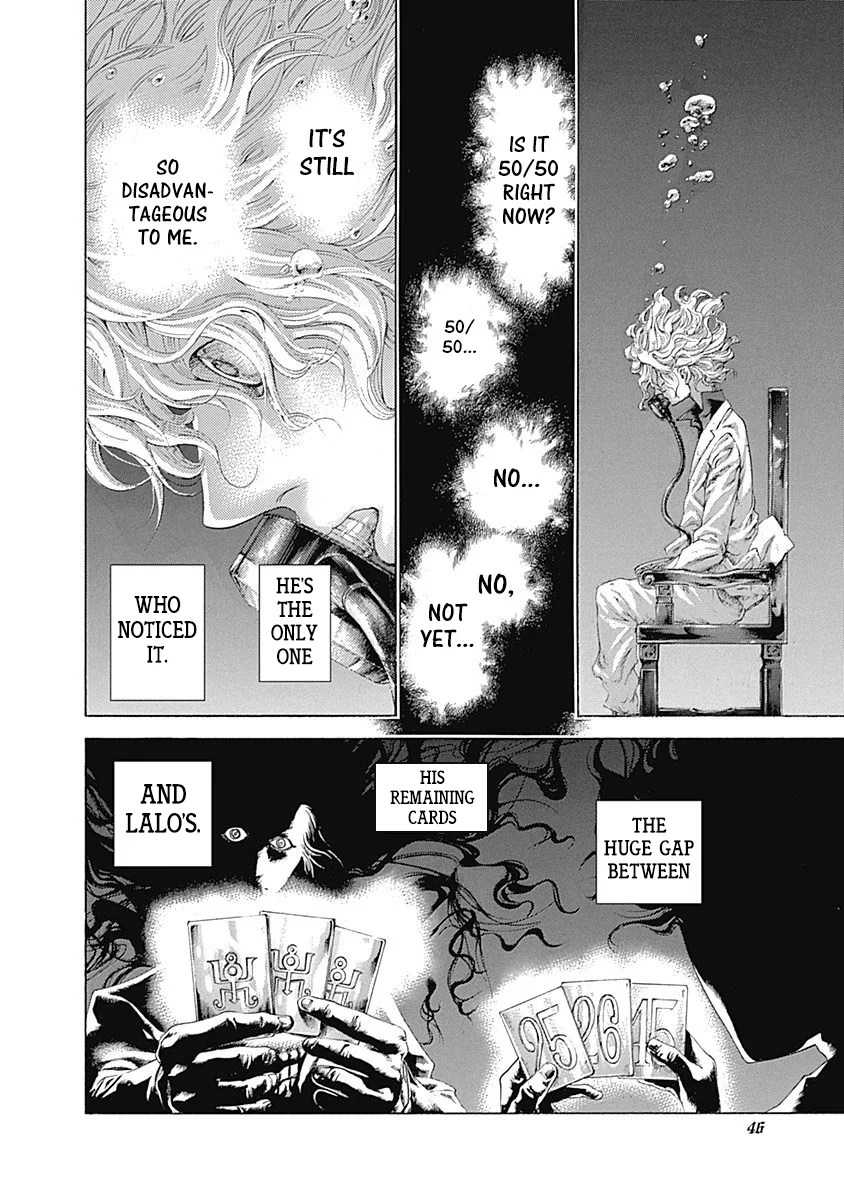 IS IT
50/50
RIGHT
NOW?
50/
50...
NO...
NO,
NOT
YET...
IT'S
STILL
SO
DISADVAN-
TAGEOUS
TO ME.
HE'S
THE
ONLY
ONE
WHO
NOTICED
IT.
THE
HUGE GAP
BETWEEN
HIS
REMAINING
CARDS
AND
LALO'S.
25
26
15
46